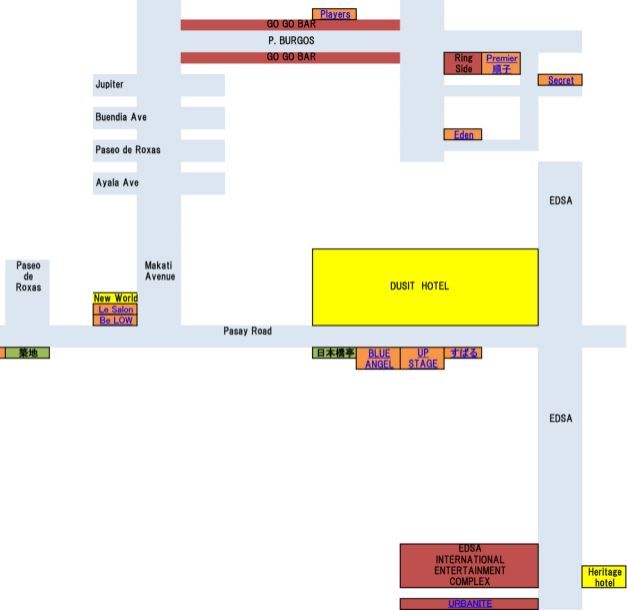 Players
GO GO BAR
P. BURGOS
GO GO BAR
Ring
Side
Premier
順子
Secret
Jupiter
Buendia Ave
Paseo de Roxas
Ayala Ave
Eden
EDSA
Paseo
de
Roxas
Makati
Avenue
DUSIT HOTEL
New World
Le Salon
Be LOW
Pasay Road
築地
日本橋亭
BLUE
ANGEL
UP
STAGE
すばる
EDSA
EDSA
INTERNATIONAL
ENTERTAINMENT
COMPLEX
Heritage
hotel
URBANITE